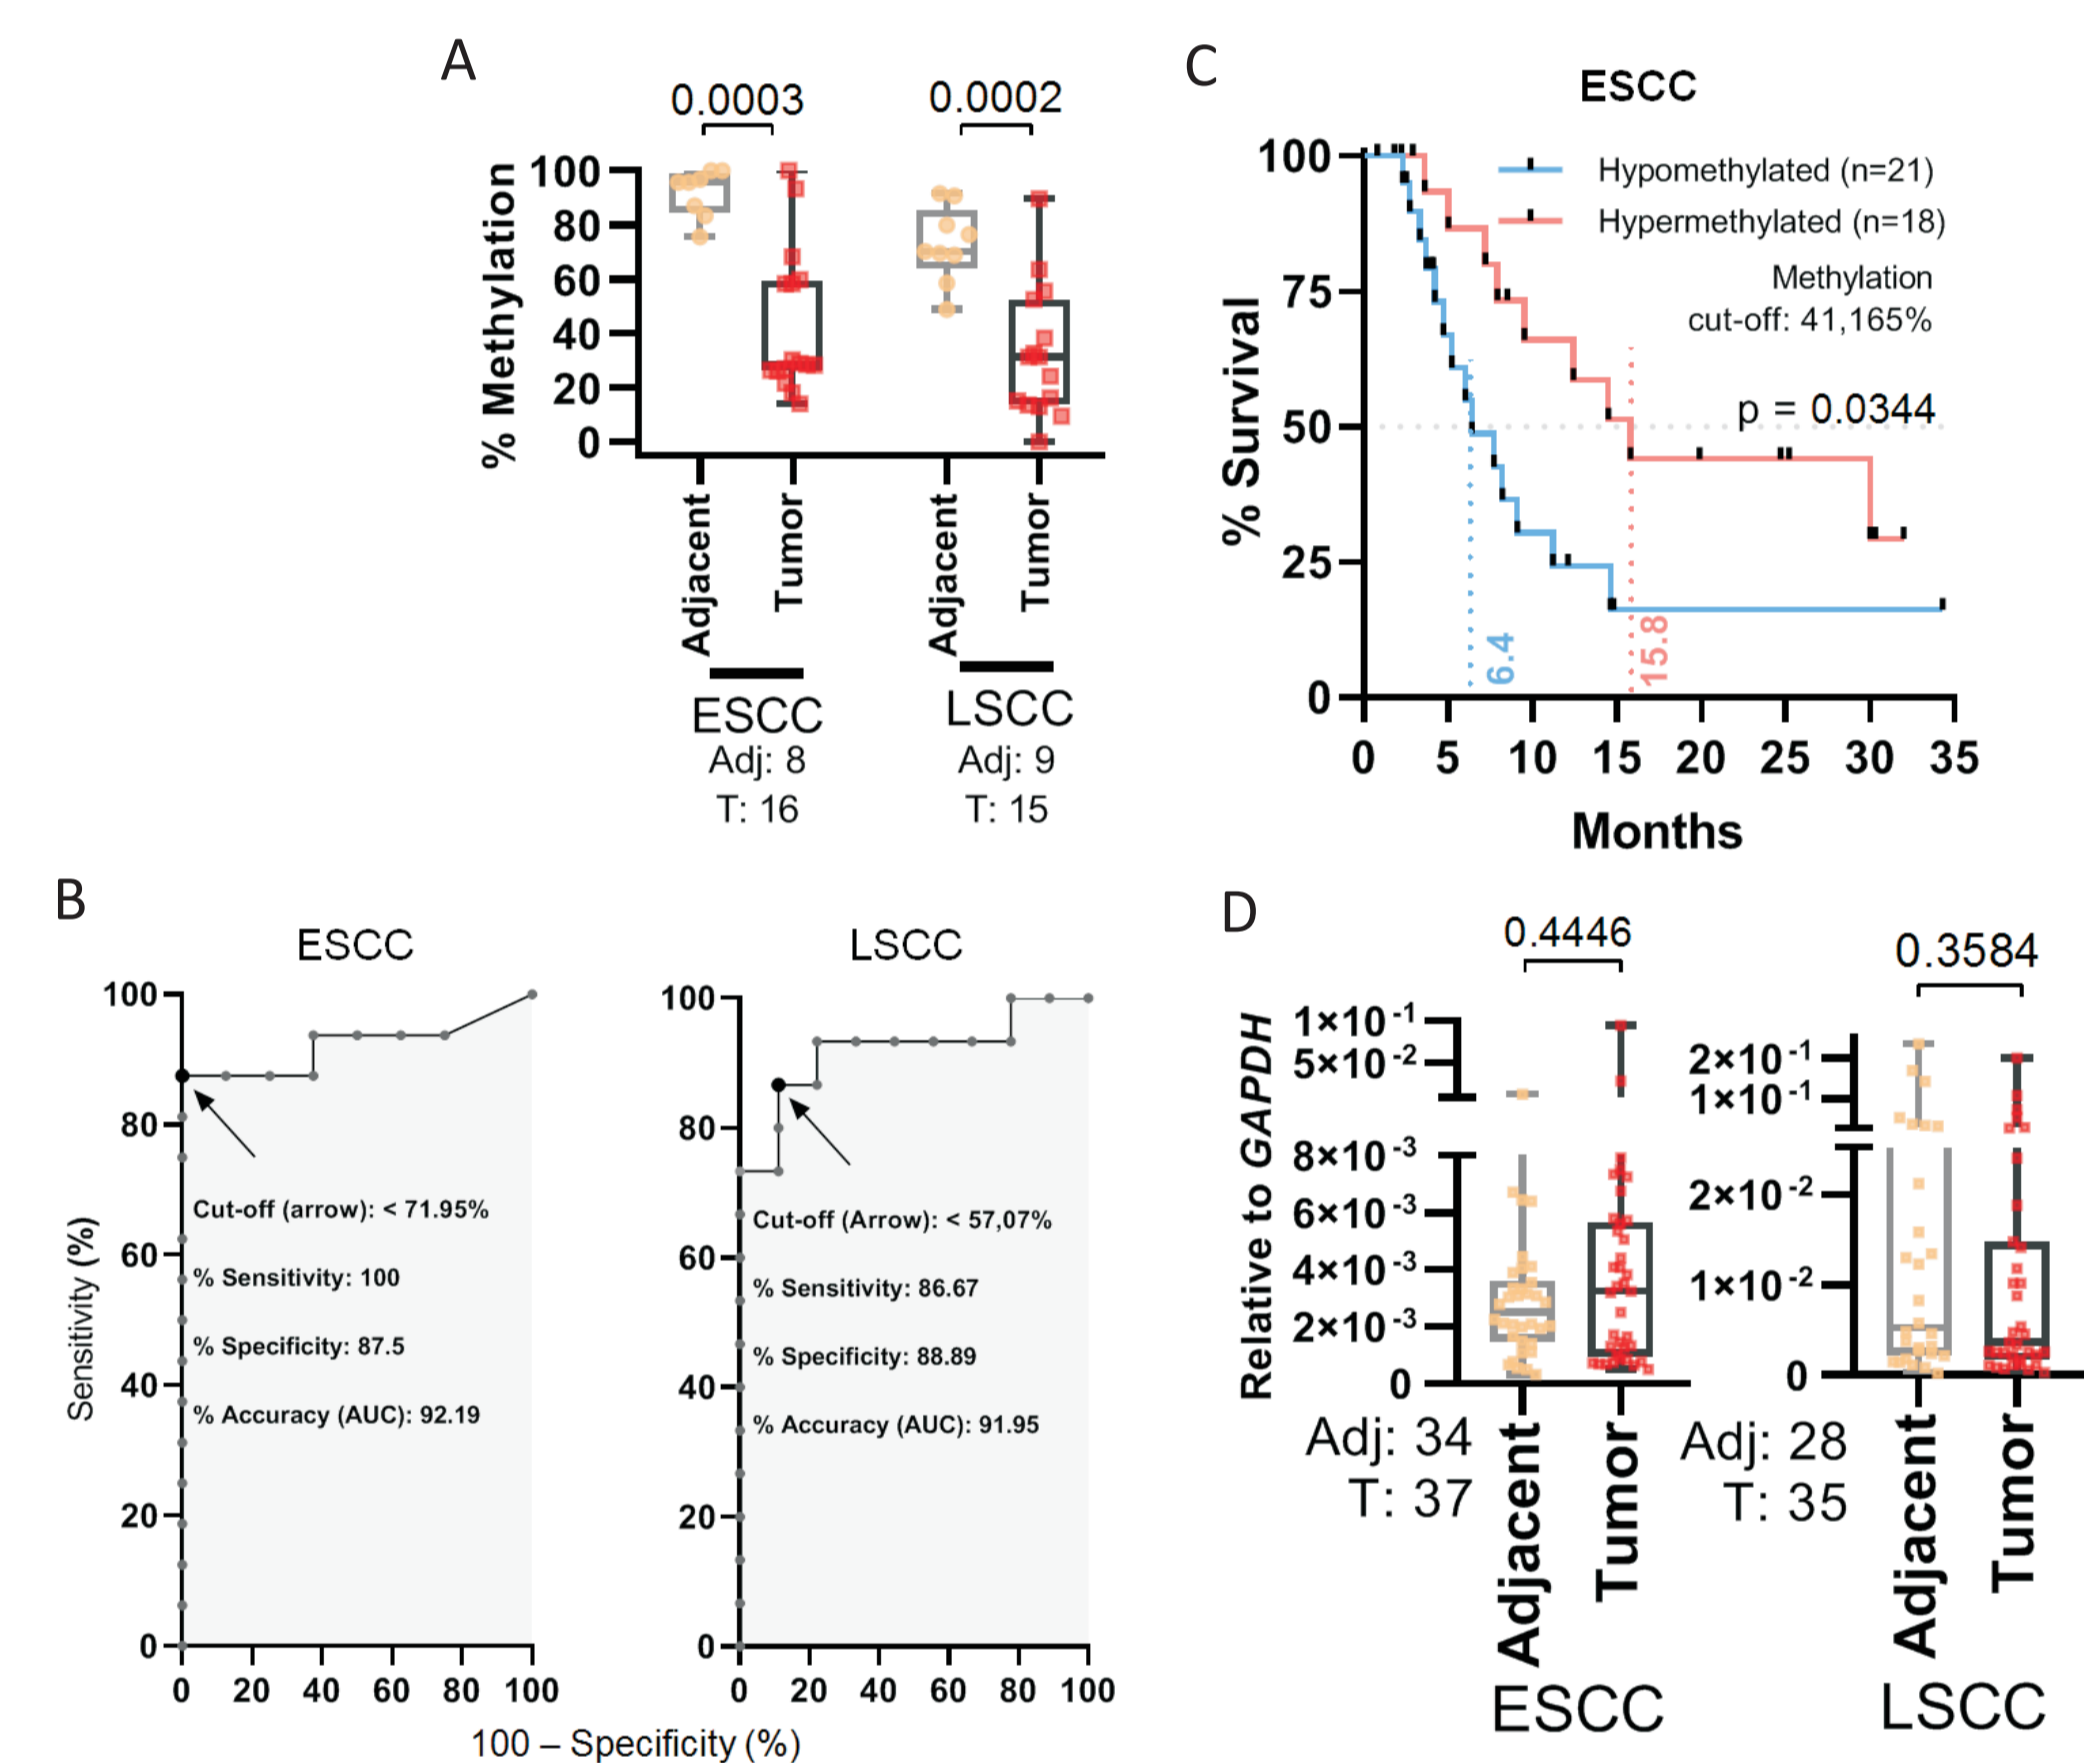 A
0.0003
0.0002
% Methylation
100
80
60
40
20
0
Adjacent
Tumor
Adjacent
Tumor
ESCC
LSCC
Adj: 8
Adj: 9
T: 16
T: 15
B
ESCC
Sensitivity (%)
100
80
60
40
20
0
Cut-off (arrow): < 71.95%
% Sensitivity: 100
% Specificity: 87.5
% Accuracy (AUC): 92.19
0 20 40 60 80 100
LSCC
100
80
60
40
20
0
Cut-off (Arrow): < 57,07%
% Sensitivity: 86.67
% Specificity: 88.89
% Accuracy (AUC): 91.95
0 20 40 60 80 100
100 – Specificity (%)
C
ESCC
% Survival
100
75
50
25
0
Hypomethylated (n=21)
Hypermethylated (n=18)
Methylation
cut-off: 41,165%
p = 0.0344
6.4
15.8
0 5 10 15 20 25 30 35
Months
D
0.4446
Relative to GAPDH
1×10⁻¹
5×10⁻²
8×10⁻³
6×10⁻³
4×10⁻³
2×10⁻³
0
Adj: 34
T: 37
Adjacent
Tumor
ESCC
0.3584
2×10⁻¹
1×10⁻¹
2×10⁻²
1×10⁻²
0
Adj: 28
T: 35
Adjacent
Tumor
LSCC